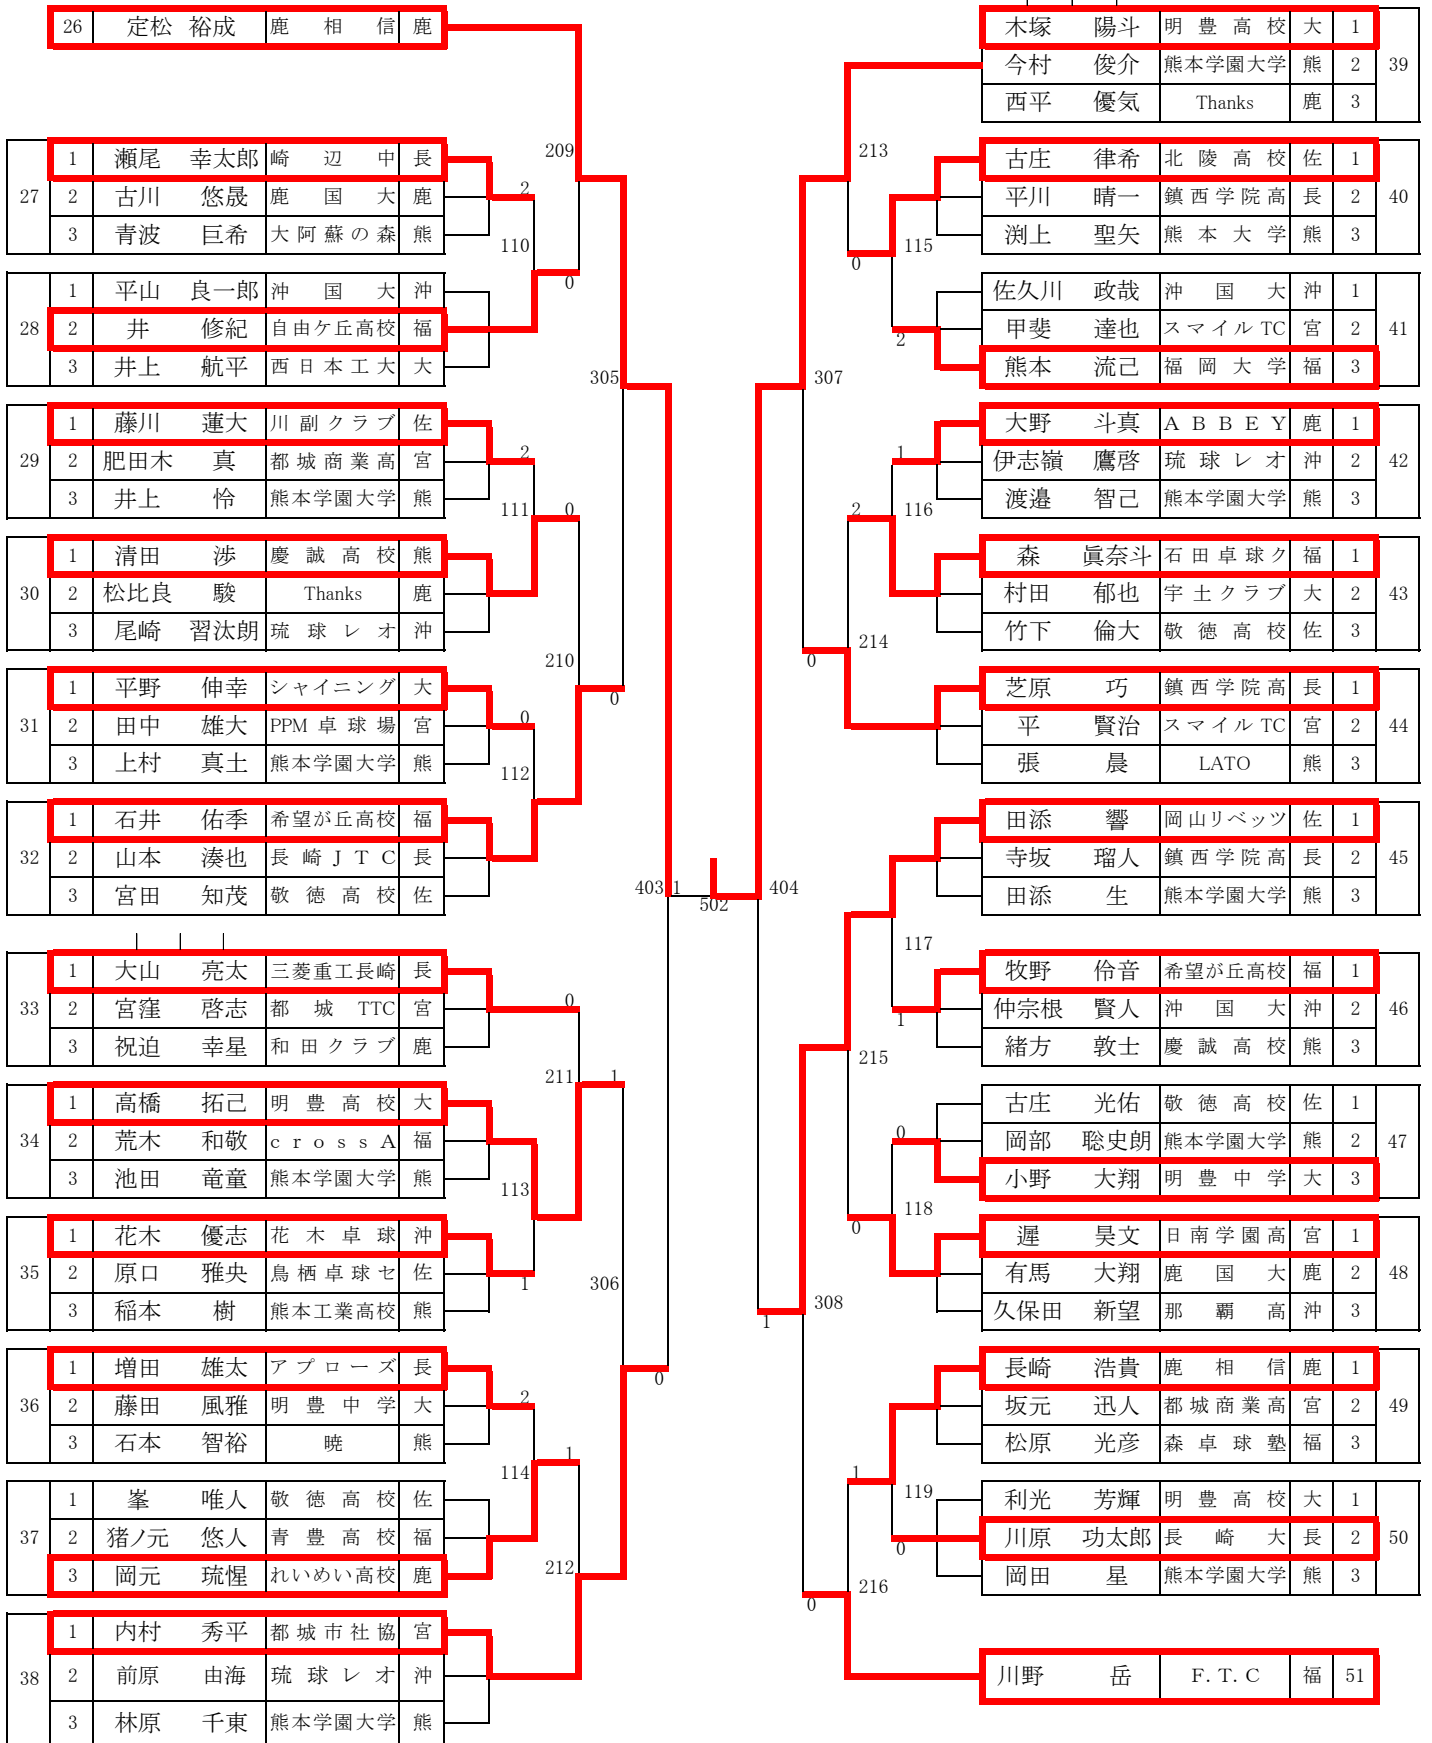 26 定松 裕成 鹿相信 鹿
209
27
1 瀬尾 幸太郎 崎辺中 長
2 古川 悠晟 鹿国大 鹿
3 青波 巨希 大阿蘇の森 熊
2
110
0
28
1 平山 良一郎 沖国大 沖
2 井 修紀 自由ケ丘高校 福
3 井上 航平 西日本工大 大
305
29
1 藤川 蓮大 川副クラブ 佐
2 肥田木 真 都城商業高 宮
3 井上 怜 熊本学園大学 熊
2
111
0
30
1 清田 渉 慶誠高校 熊
2 松比良 駿 Thanks 鹿
3 尾崎 習汰朗 琉球レオ 沖
210
0
31
1 平野 伸幸 シャイニング 大
2 田中 雄大 PPM卓球場 宮
3 上村 真土 熊本学園大学 熊
0
112
32
1 石井 佑季 希望が丘高校 福
2 山本 湊也 長崎JTC 長
3 宮田 知茂 敬徳高校 佐
403 1
502
404
33
1 大山 亮太 三菱重工長崎 長
2 宮窪 啓志 都城TTC 宮
3 祝迫 幸星 和田クラブ 鹿
0
211
1
34
1 高橋 拓己 明豊高校 大
2 荒木 和敬 crossA 福
3 池田 竜童 熊本学園大学 熊
113
35
1 花木 優志 花木卓球 沖
2 原口 雅央 鳥栖卓球セ 佐
3 稲本 樹 熊本工業高校 熊
1
306
0
36
1 増田 雄太 アプローズ 長
2 藤田 風雅 明豊中学 大
3 石本 智裕 暁 熊
2
114
1
37
1 峯 唯人 敬徳高校 佐
2 猪ノ元 悠人 青豊高校 福
3 岡元 琉惺 れいめい高校 鹿
212
38
1 内村 秀平 都城市社協 宮
2 前原 由海 琉球レオ 沖
3 林原 千東 熊本学園大学 熊
木塚 陽斗 明豊高校 大 1
今村 俊介 熊本学園大学 熊 2
西平 優気 Thanks 鹿 3
39
213
古庄 律希 北陵高校 佐 1
平川 晴一 鎮西学院高 長 2
渕上 聖矢 熊本大学 熊 3
40
115
0
佐久川 政哉 沖国大 沖 1
甲斐 達也 スマイルTC 宮 2
熊本 流己 福岡大学 福 3
41
2
307
大野 斗真 ABBEY 鹿 1
伊志嶺 鷹啓 琉球レオ 沖 2
渡邉 智己 熊本学園大学 熊 3
42
1
116
2
森 眞奈斗 石田卓球ク 福 1
村田 郁也 宇土クラブ 大 2
竹下 倫大 敬徳高校 佐 3
43
214
0
芝原 巧 鎮西学院高 長 1
平 賢治 スマイルTC 宮 2
張 晨 LATO 熊 3
44
田添 響 岡山リベッツ 佐 1
寺坂 瑠人 鎮西学院高 長 2
田添 生 熊本学園大学 熊 3
45
117
牧野 伶音 希望が丘高校 福 1
仲宗根 賢人 沖国大 沖 2
緒方 敦士 慶誠高校 熊 3
46
1
215
古庄 光佑 敬徳高校 佐 1
岡部 聡史朗 熊本学園大学 熊 2
小野 大翔 明豊中学 大 3
47
0
118
0
遅 昊文 日南学園高 宮 1
有馬 大翔 鹿国大 鹿 2
久保田 新望 那覇高 沖 3
48
308
1
長崎 浩貴 鹿相信 鹿 1
坂元 迅人 都城商業高 宮 2
松原 光彦 森卓球塾 福 3
49
1
119
利光 芳輝 明豊高校 大 1
川原 功太郎 長崎大 長 2
岡田 星 熊本学園大学 熊 3
50
0
216
0
川野 岳 F.T.C 福 51